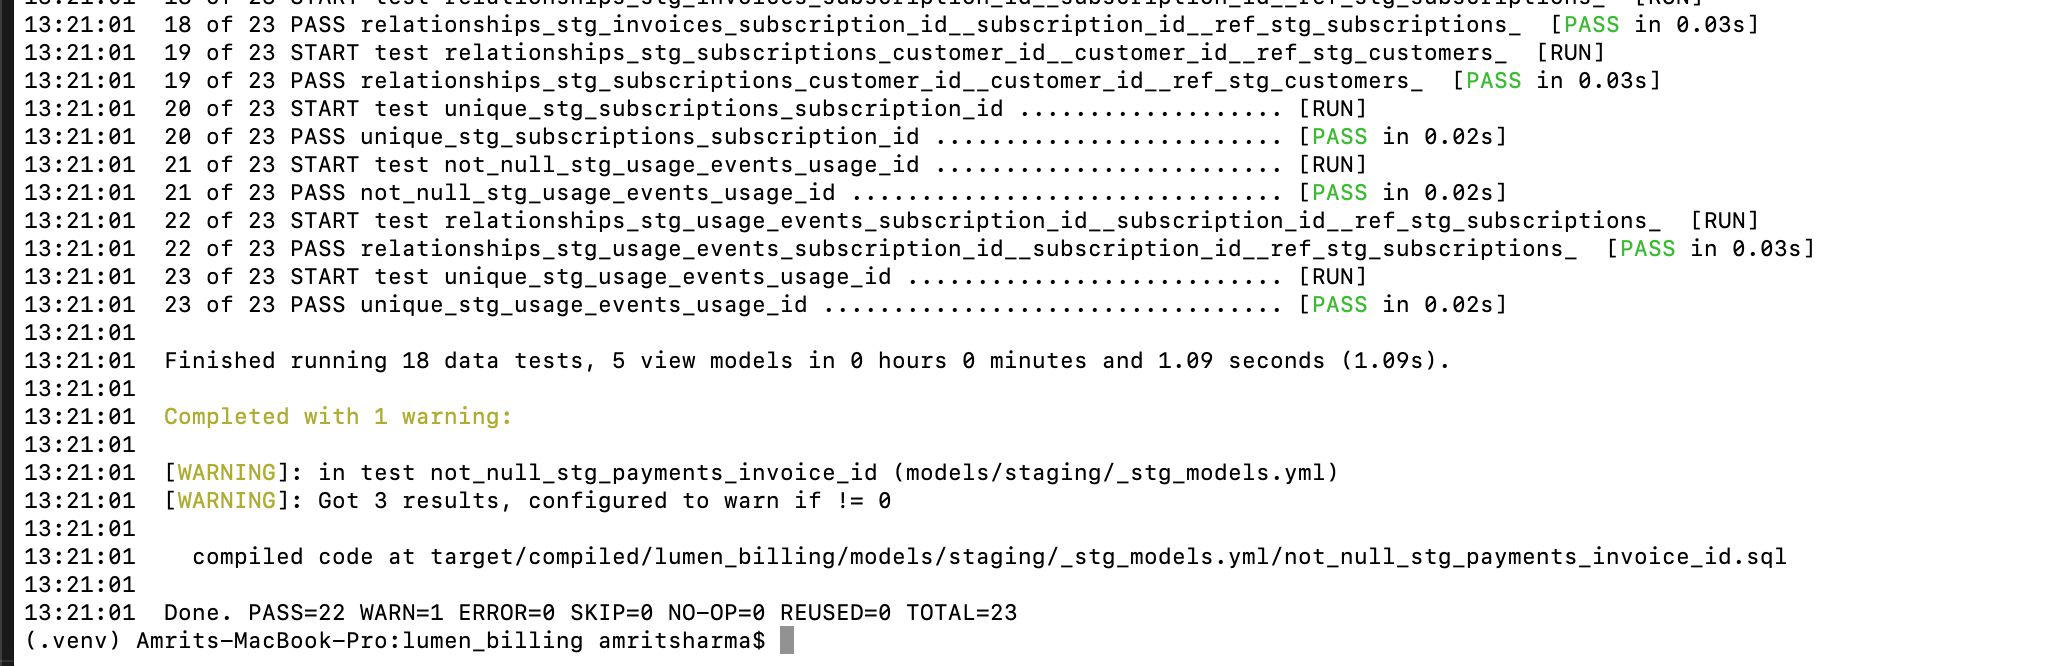 13:21:01  18 of 23 START test relationships_stg_invoices_subscription_id__subscription_id__ref_stg_subscriptions_  [RUN]
13:21:01  18 of 23 PASS relationships_stg_invoices_subscription_id__subscription_id__ref_stg_subscriptions_  [PASS in 0.03s]
13:21:01  19 of 23 START test relationships_stg_subscriptions_customer_id__customer_id__ref_stg_customers_  [RUN]
13:21:01  19 of 23 PASS relationships_stg_subscriptions_customer_id__customer_id__ref_stg_customers_  [PASS in 0.03s]
13:21:01  20 of 23 START test unique_stg_subscriptions_subscription_id ................... [RUN]
13:21:01  20 of 23 PASS unique_stg_subscriptions_subscription_id ......................... [PASS in 0.02s]
13:21:01  21 of 23 START test not_null_stg_usage_events_usage_id ......................... [RUN]
13:21:01  21 of 23 PASS not_null_stg_usage_events_usage_id ............................... [PASS in 0.02s]
13:21:01  22 of 23 START test relationships_stg_usage_events_subscription_id__subscription_id__ref_stg_subscriptions_  [RUN]
13:21:01  22 of 23 PASS relationships_stg_usage_events_subscription_id__subscription_id__ref_stg_subscriptions_  [PASS in 0.03s]
13:21:01  23 of 23 START test unique_stg_usage_events_usage_id ........................... [RUN]
13:21:01  23 of 23 PASS unique_stg_usage_events_usage_id ................................. [PASS in 0.02s]
13:21:01
13:21:01  Finished running 18 data tests, 5 view models in 0 hours 0 minutes and 1.09 seconds (1.09s).
13:21:01
13:21:01  Completed with 1 warning:
13:21:01
13:21:01  [WARNING]: in test not_null_stg_payments_invoice_id (models/staging/_stg_models.yml)
13:21:01  [WARNING]: Got 3 results, configured to warn if != 0
13:21:01
13:21:01    compiled code at target/compiled/lumen_billing/models/staging/_stg_models.yml/not_null_stg_payments_invoice_id.sql
13:21:01
13:21:01  Done. PASS=22 WARN=1 ERROR=0 SKIP=0 NO-OP=0 REUSED=0 TOTAL=23
(.venv) Amrits-MacBook-Pro:lumen_billing amritsharma$